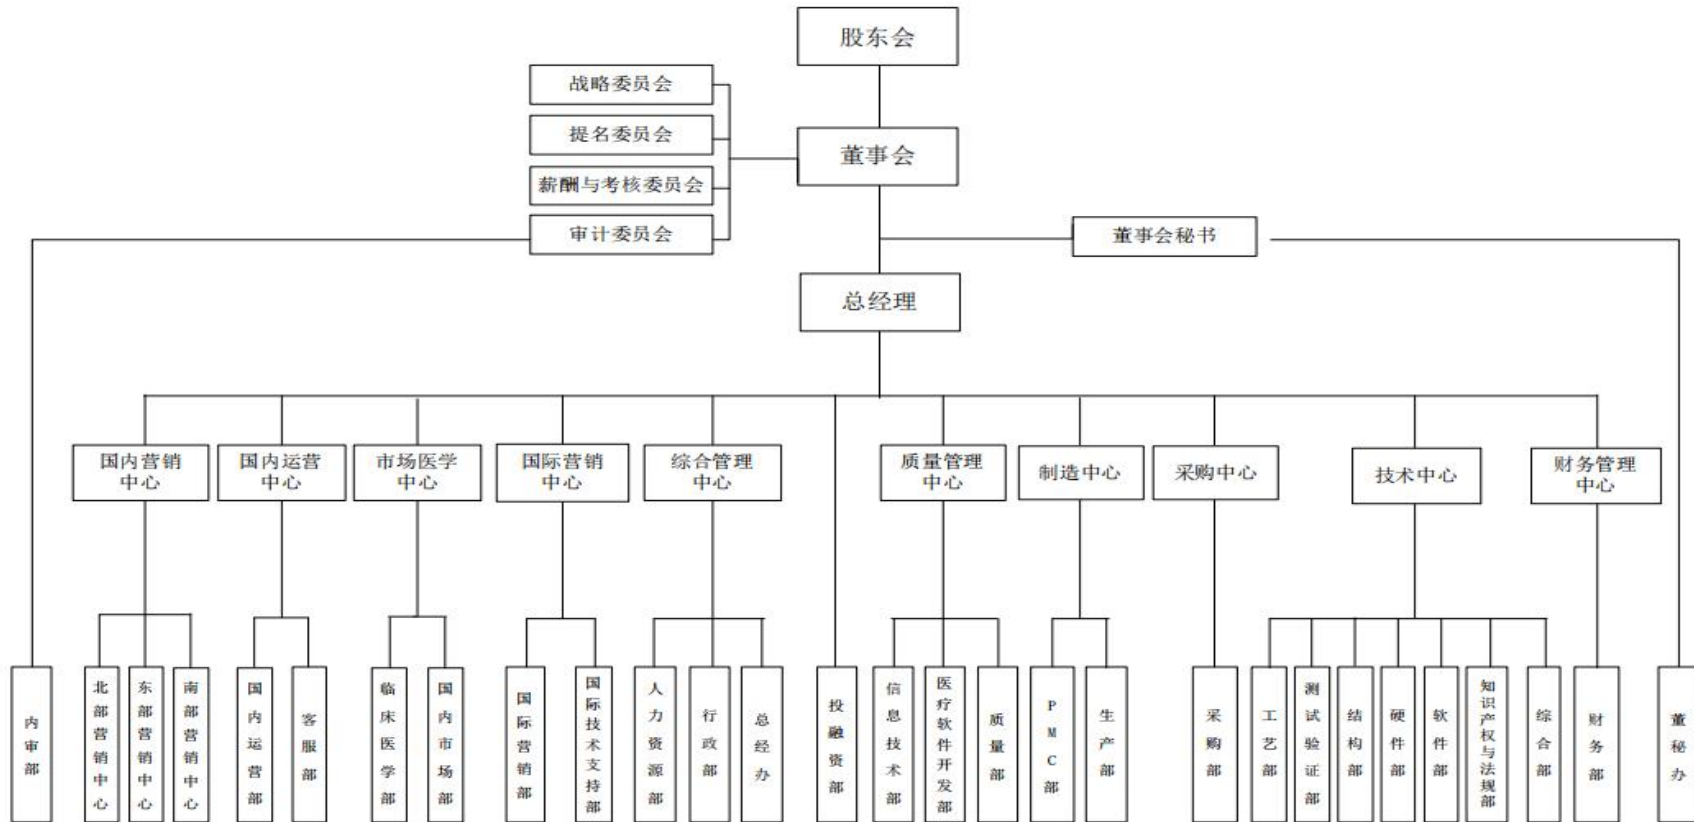 股东会
战略委员会
提名委员会
董事会
薪酬与考核委员会
审计委员会
董事会秘书
总经理
国内营销
中心
国内运营
中心
市场医学
中心
国际营销
中心
综合管理
中心
质量管理
中心
制造中心
采购中心
技术中心
财务管理
中心
内审部
北部营销中心
东部营销中心
南部营销中心
国内运营部
客服部
临床医学部
国内市场部
国际营销部
国际技术支持部
人力资源部
行政部
总经办
投融资部
信息技术部
医疗软件开发部
质量部
PMC部
生产部
采购部
工艺部
测试验证部
结构部
硬件部
软件部
知识产权与法规部
综合部
财务部
董秘办